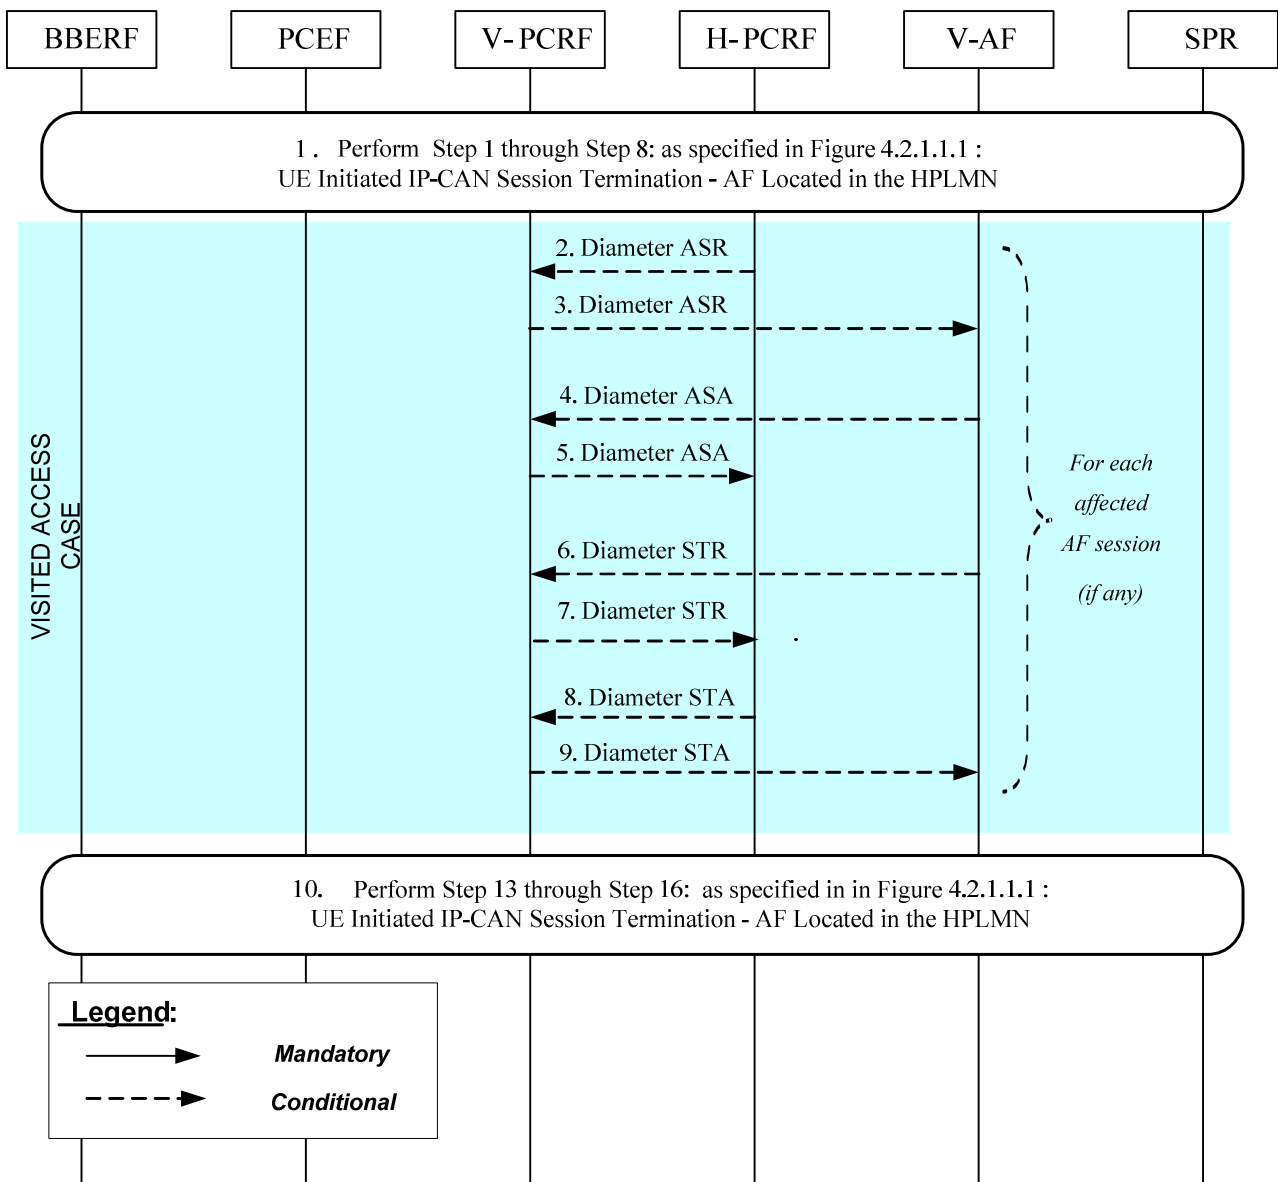 BBERF
PCEF
V- PCRF
H-PCRF
V-AF
SPR
1 . Perform Step 1 through Step 8: as specified in Figure 4.2.1.1.1 :
UE Initiated IP-CAN Session Termination - AF Located in the HPLMN
2. Diameter ASR
3. Diameter ASR
4. Diameter ASA
5. Diameter ASA
6. Diameter STR
7. Diameter STR
8. Diameter STA
9. Diameter STA
VISITED ACCESS
CASE
For each
affected
AF session
(if any)
10. Perform Step 13 through Step 16: as specified in in Figure 4.2.1.1.1 :
UE Initiated IP-CAN Session Termination - AF Located in the HPLMN
Legend:
Mandatory
Conditional